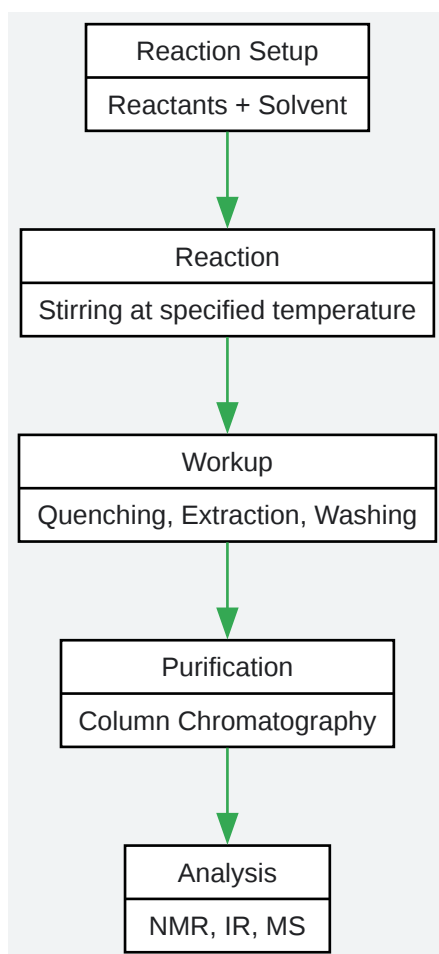 Reaction Setup
Reactants + Solvent
Reaction
Stirring at specified temperature
Workup
Quenching, Extraction, Washing
Purification
Column Chromatography
Analysis
NMR, IR, MS